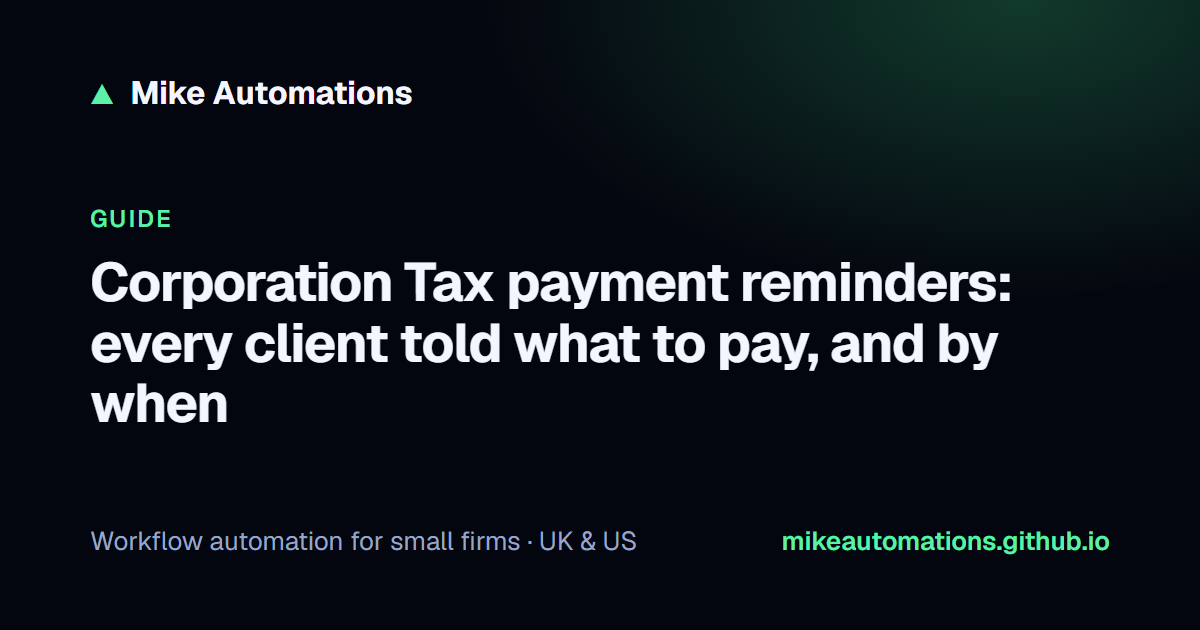 Mike Automations
GUIDE
Corporation Tax payment reminders:
every client told what to pay, and by
when
Workflow automation for small firms · UK & US
mikeautomations.github.io